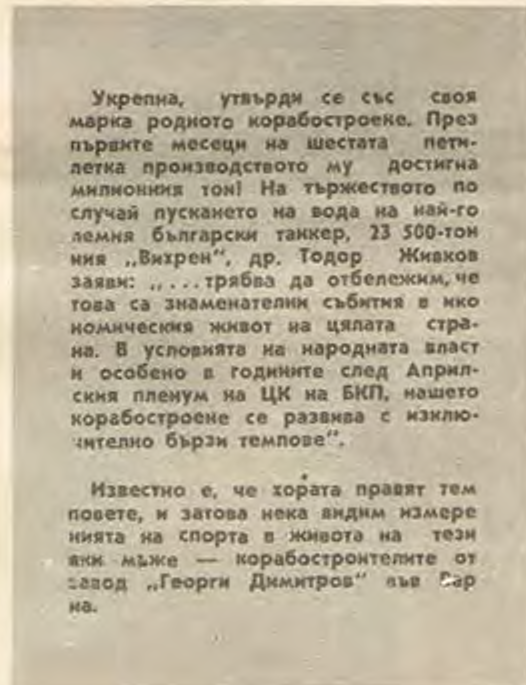 Укрепна, утвърди се със своя
марка родното корабостроене. През
първите месеци на шестата пети-
летка производството му достигна
милионния тон! На тържеството по
случай пускането на вода на най-го
лемия български танкер, 23 500-тон
ния „Вихрен“, др. Тодор Живков
заяви: „...трябва да отбележим, че
това са знаменателни събития в ико
номическия живот на цялата стра-
на. В условията на народната власт
и особено в годините след Април-
ския пленум на ЦК на БКП, нашето
корабостроене се развива с изклю-
чително бързи темпове“.
Известно е, че хората правят тем
повете, и затова нека видим измере
нията на спорта в живота на тези
яки мъже — корабостроителите от
завод „Георги Димитров“ във Вар
на.